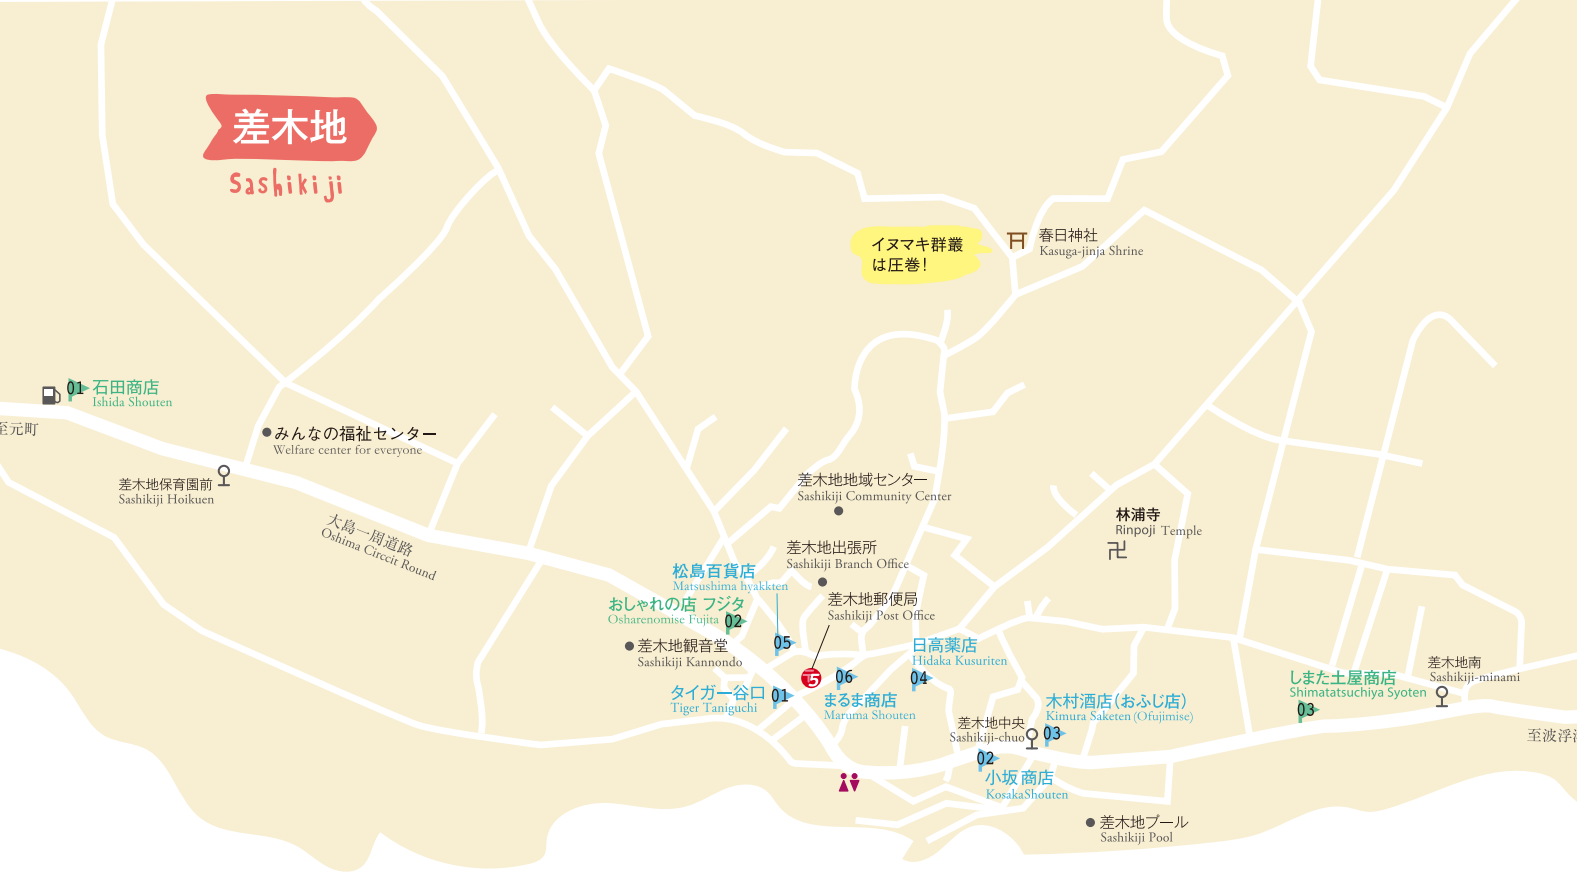 差木地
Sashikiji
イヌマキ群叢
は圧巻!
春日神社
Kasuga-jinja Shrine
01
石田商店
Ishida Shouten
至元町
みんなの福祉センター
Welfare center for everyone
差木地保育園前
Sashikiji Hoikuen
大島一周道路
Oshima Circcit Round
差木地地域センター
Sashikiji Community Center
林浦寺
Rinpoji Temple
差木地出張所
Sashikiji Branch Office
松島百貨店
Matsushima hyakkten
差木地郵便局
Sashikiji Post Office
おしゃれの店 フジタ
Osharenomise Fujita
02
05
差木地観音堂
Sashikiji Kannondo
日高薬店
Hidaka Kusuriten
04
06
まるま商店
Maruma Shouten
5
タイガー谷口
Tiger Taniguchi
01
差木地南
Sashikiji-minami
しまた土屋商店
Shimatatsuchiya Syoten
03
木村酒店(おふじ店)
Kimura Saketen (Ofujimise)
03
差木地中央
Sashikiji-chuo
至波浮
02
小坂商店
KosakaShouten
差木地プール
Sashikiji Pool